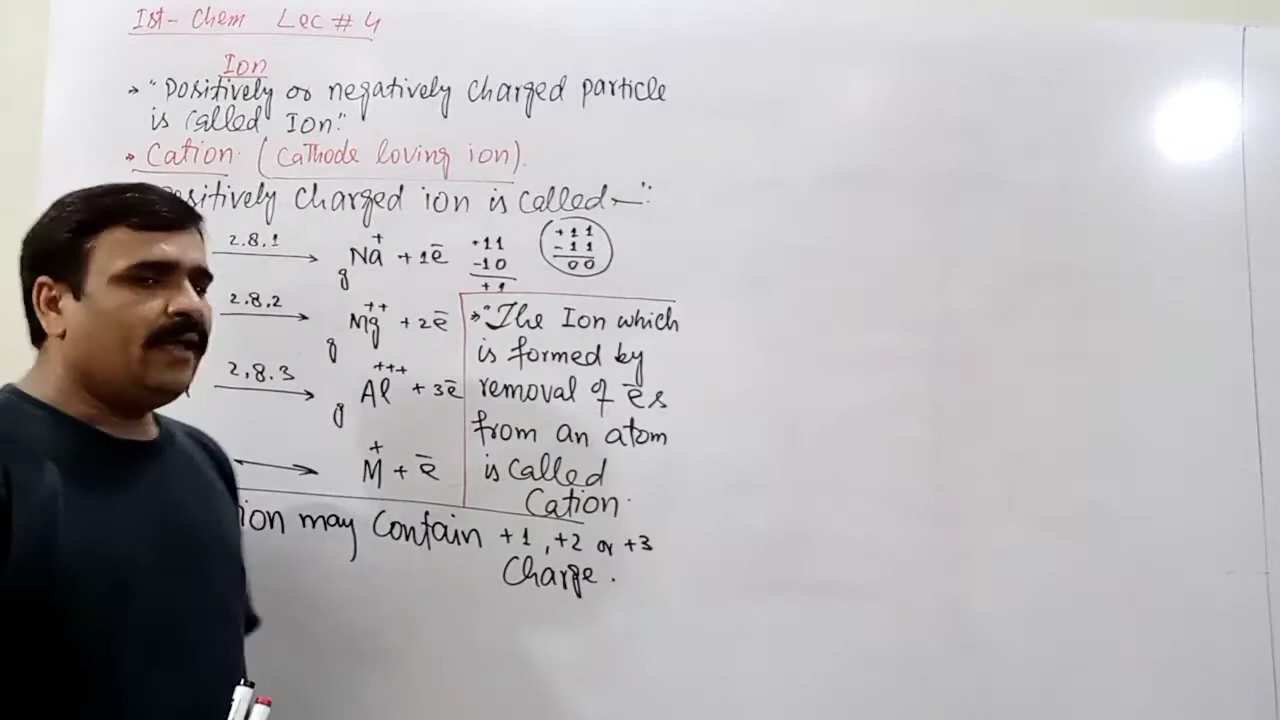 Ist- Chem Lec # 4
Ion
→ "Positively or negatively charged particle
is called Ion."
→ Cation. (Cathode loving ion).
sitively charged ion is called —":
2.8.1 Na⁺ + 1ē +11 +11
g -10 -11
+1 00
2.8,2 Mg⁺⁺ + 2ē
g
2,8.3 Al⁺⁺⁺ + 3ē
g
M⁺ + ē
→ "The Ion which
is formed by
removal of ēs
from an atom
is called
Cation.
ion may contain +1, +2 or +3
Charge.